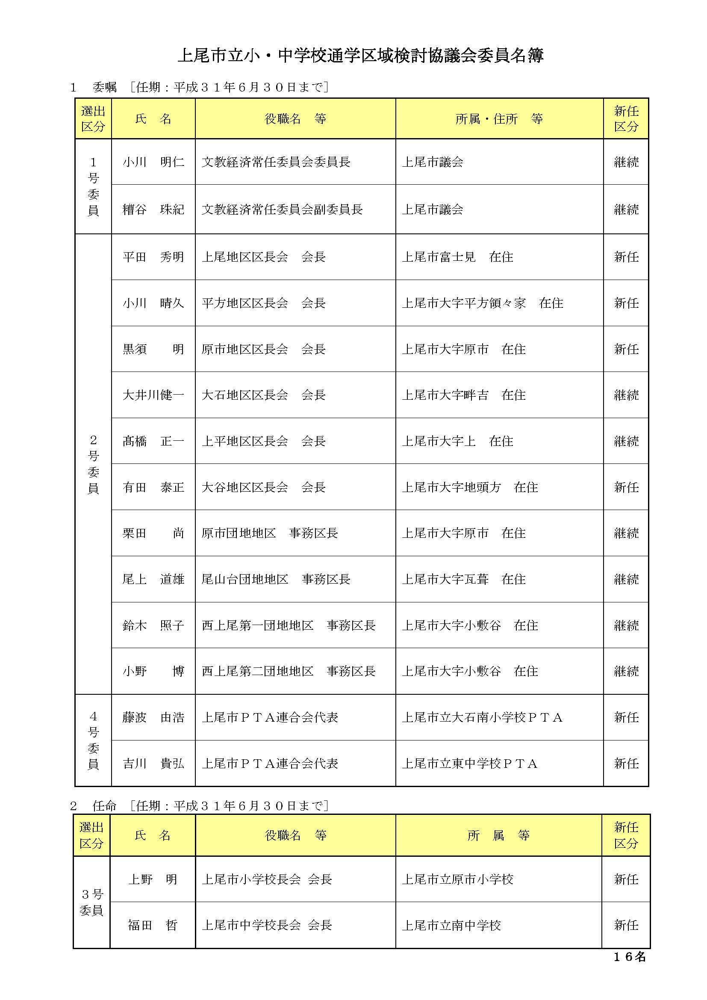 上尾市立小・中学校通学区域検討協議会委員名簿
１　委嘱　［任期：平成３１年６月３０日まで］
選出区分　氏　名　役職名　等　所属・住所　等　新任区分
１号委員　小川　明仁　文教経済常任委員会委員長　上尾市議会　継続
糟谷　珠紀　文教経済常任委員会副委員長　上尾市議会　継続
２号委員　平田　秀明　上尾地区区長会　会長　上尾市富士見　在住　新任
小川　晴久　平方地区区長会　会長　上尾市大字平方領々家　在住　新任
黒須　　明　原市地区区長会　会長　上尾市大字原市　在住　新任
大井川健一　大石地区区長会　会長　上尾市大字畔吉　在住　継続
髙橋　正一　上平地区区長会　会長　上尾市大字上　在住　継続
有田　泰正　大谷地区区長会　会長　上尾市大字地頭方　在住　新任
栗田　　尚　原市団地地区　事務区長　上尾市大字原市　在住　継続
尾上　道雄　尾山台団地地区　事務区長　上尾市大字瓦葺　在住　継続
鈴木　照子　西上尾第一団地地区　事務区長　上尾市大字小敷谷　在住　継続
小野　　博　西上尾第二団地地区　事務区長　上尾市大字小敷谷　在住　継続
４号委員　藤波　由浩　上尾市ＰＴＡ連合会代表　上尾市立大石南小学校ＰＴＡ　新任
吉川　貴弘　上尾市ＰＴＡ連合会代表　上尾市立東中学校ＰＴＡ　新任
２　任命　［任期：平成３１年６月３０日まで］
選出区分　氏　名　役職名　等　所　属　等　新任区分
３号委員　上野　明　上尾市小学校長会 会長　上尾市立原市小学校　新任
福田　哲　上尾市中学校長会 会長　上尾市立南中学校　新任
１６名